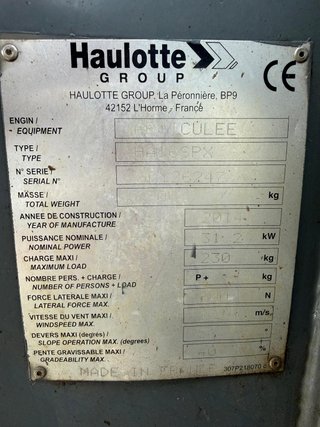 Haulotte
GROUP
CE
HAULOTTE GROUP, La Péronnière, BP9
42152 L'Horme - France
ENGIN /
EQUIPMENT
CULEE
TYPE /
TYPE
N° SERIE /
SERIAL N°
MASSE /
TOTAL WEIGHT kg
ANNEE DE CONSTRUCTION /
YEAR OF MANUFACTURE
PUISSANCE NOMINALE /
NOMINAL POWER kW
CHARGE MAXI /
MAXIMUM LOAD 230 kg
NOMBRE PERS. + CHARGE /
NUMBER OF PERSONS + LOAD P + kg
FORCE LATERALE MAXI /
LATERAL FORCE MAX. N
VITESSE DU VENT MAXI /
WINDSPEED MAX. m/s
DEVERS MAXI (degrés) /
SLOPE OPERATION MAX. (degrees) °
PENTE GRAVISSABLE MAXI /
GRADEABILITY MAX. 40 %
MADE IN FRANCE 307P218070